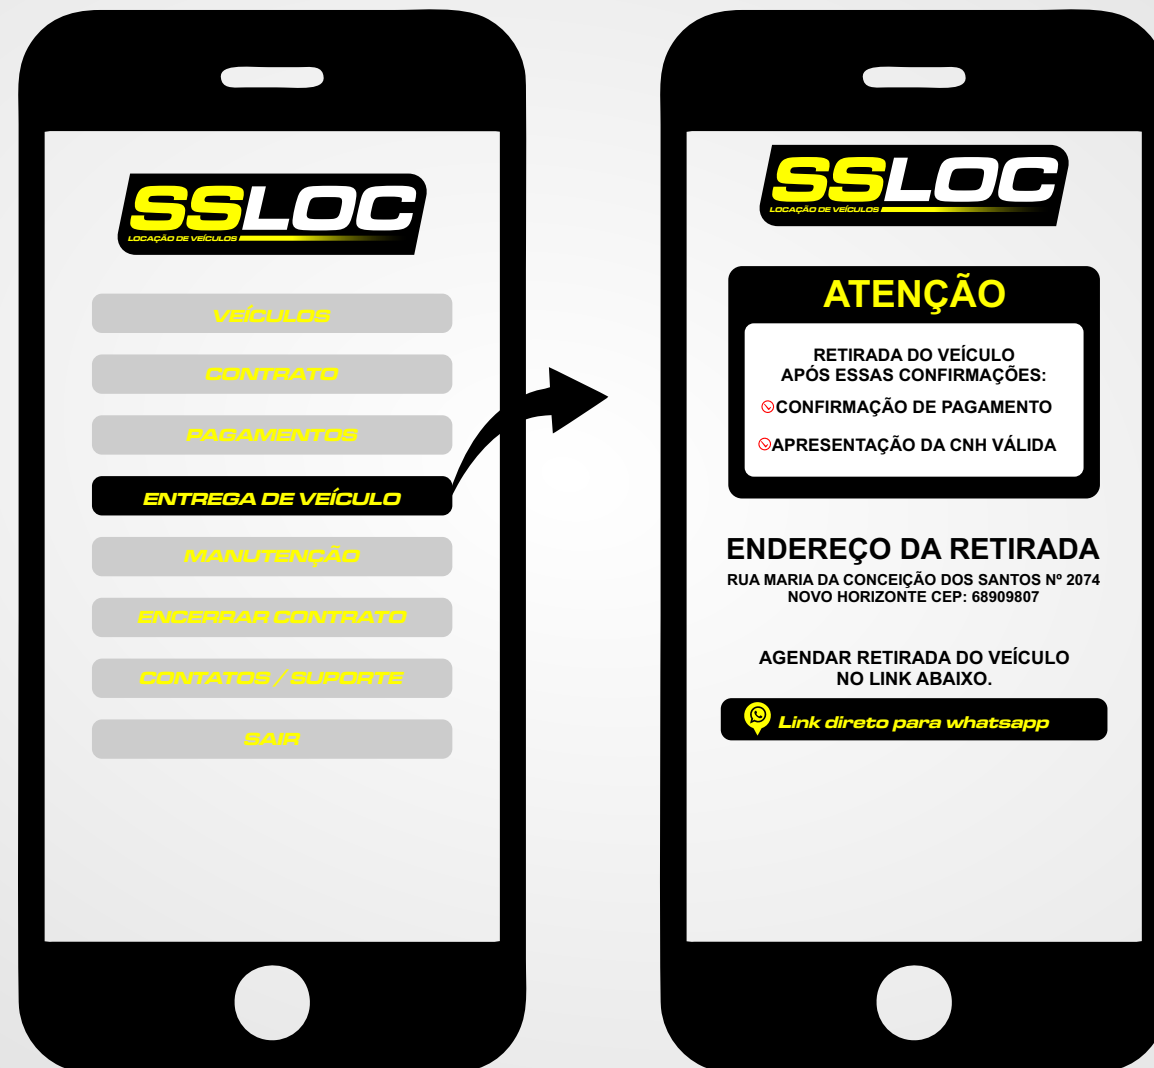 SSLOC
LOCAÇÃO DE VEÍCULOS
VEÍCULOS
CONTRATO
PAGAMENTOS
ENTREGA DE VEÍCULO
MANUTENÇÃO
ENCERRAR CONTRATO
CONTATOS / SUPORTE
SAIR
SSLOC
LOCAÇÃO DE VEÍCULOS
ATENÇÃO
RETIRADA DO VEÍCULO
APÓS ESSAS CONFIRMAÇÕES:
CONFIRMAÇÃO DE PAGAMENTO
APRESENTAÇÃO DA CNH VÁLIDA
ENDEREÇO DA RETIRADA
RUA MARIA DA CONCEIÇÃO DOS SANTOS Nº 2074
NOVO HORIZONTE CEP: 68909807
AGENDAR RETIRADA DO VEÍCULO
NO LINK ABAIXO.
Link direto para whatsapp